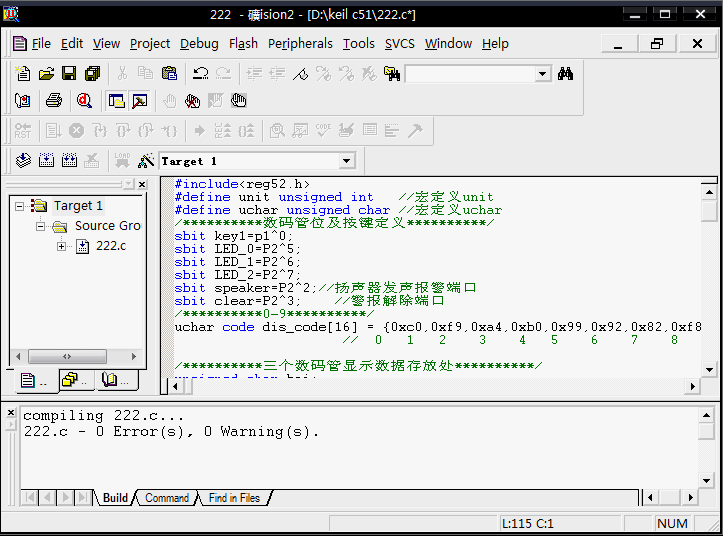 222 - 礦ision2 - [D:\keil c51\222.c*]
File Edit View Project Debug Flash Peripherals Tools SVCS Window Help
Target 1
Target 1
Source Gro
222.c
#include<reg52.h>
#define unit unsigned int //宏定义unit
#define uchar unsigned char //宏定义uchar
/**********数码管位及按键定义**********/
sbit key1=p1^0;
sbit LED_0=P2^5;
sbit LED_1=P2^6;
sbit LED_2=P2^7;
sbit speaker=P2^2;//扬声器发声报警端口
sbit clear=P2^3; //警报解除端口
/**********0-9**********/
uchar code dis_code[16] = {0xc0,0xf9,0xa4,0xb0,0x99,0x92,0x82,0xf8
// 0 1 2 3 4 5 6 7 8
/**********三个数码管显示数据存放处**********/
compiling 222.c...
222.c - 0 Error(s), 0 Warning(s).
Build Command Find in Files
L:115 C:1 NUM